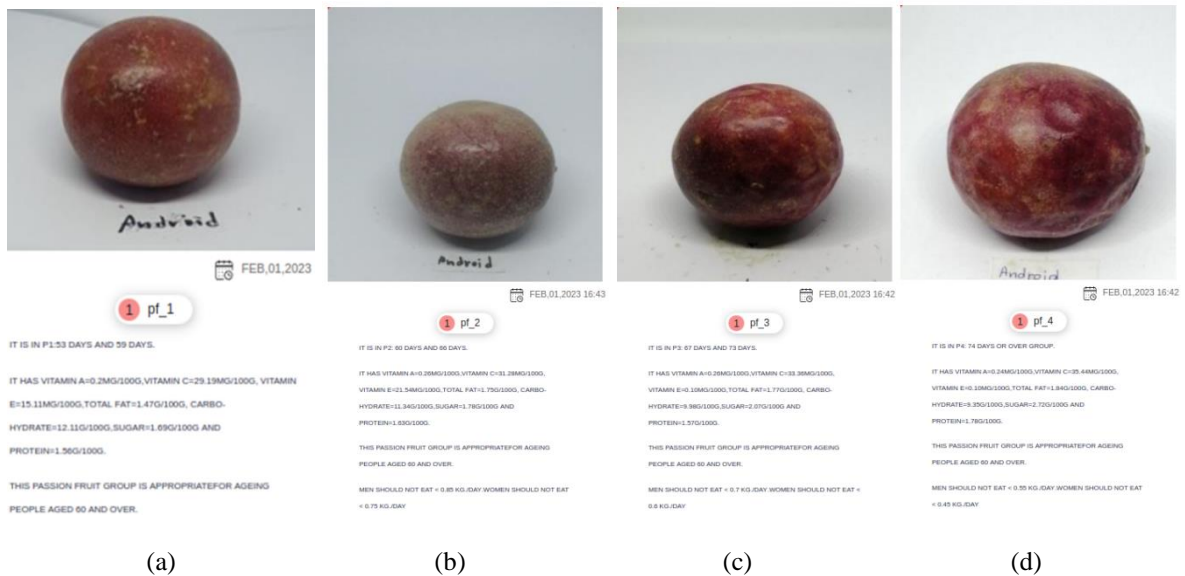 Android
FEB,01,2023
1 pf_1
IT IS IN P1:53 DAYS AND 59 DAYS.
IT HAS VITAMIN A=0.2MG/100G,VITAMIN C=29.19MG/100G, VITAMIN
E=15.11MG/100G,TOTAL FAT=1.47G/100G, CARBO-
HYDRATE=12.11G/100G,SUGAR=1.69G/100G AND
PROTEIN=1.56G/100G.
THIS PASSION FRUIT GROUP IS APPROPRIATEFOR AGEING
PEOPLE AGED 60 AND OVER.
(a)
Android
FEB,01,2023 16:43
1 pf_2
IT IS IN P2: 60 DAYS AND 66 DAYS.
IT HAS VITAMIN A=0.26MG/100G,VITAMIN C=31.28MG/100G,
VITAMIN E=21.54MG/100G,TOTAL FAT=1.75G/100G, CARBO-
HYDRATE=11.34G/100G,SUGAR=1.78G/100G AND
PROTEIN=1.63G/100G.
THIS PASSION FRUIT GROUP IS APPROPRIATEFOR AGEING
PEOPLE AGED 60 AND OVER.
MEN SHOULD NOT EAT < 0.85 KG./DAY.WOMEN SHOULD NOT EAT
< 0.75 KG./DAY
(b)
FEB,01,2023 16:42
1 pf_3
IT IS IN P3: 67 DAYS AND 73 DAYS.
IT HAS VITAMIN A=0.28MG/100G,VITAMIN C=33.36MG/100G,
VITAMIN E=0.10MG/100G,TOTAL FAT=1.77G/100G, CARBO-
HYDRATE=9.98G/100G,SUGAR=2.07G/100G AND
PROTEIN=1.57G/100G.
THIS PASSION FRUIT GROUP IS APPROPRIATEFOR AGEING
PEOPLE AGED 60 AND OVER.
MEN SHOULD NOT EAT < 0.7 KG./DAY.WOMEN SHOULD NOT EAT <
0.6 KG./DAY
(c)
Android
FEB,01,2023 16:42
1 pf_4
IT IS IN P4: 74 DAYS OR OVER GROUP.
IT HAS VITAMIN A=0.24MG/100G,VITAMIN C=35.44MG/100G,
VITAMIN E=0.10MG/100G,TOTAL FAT=1.84G/100G, CARBO-
HYDRATE=9.35G/100G,SUGAR=2.72G/100G AND
PROTEIN=1.78G/100G.
THIS PASSION FRUIT GROUP IS APPROPRIATEFOR AGEING
PEOPLE AGED 60 AND OVER.
MEN SHOULD NOT EAT < 0.55 KG./DAY.WOMEN SHOULD NOT EAT
< 0.45 KG./DAY
(d)